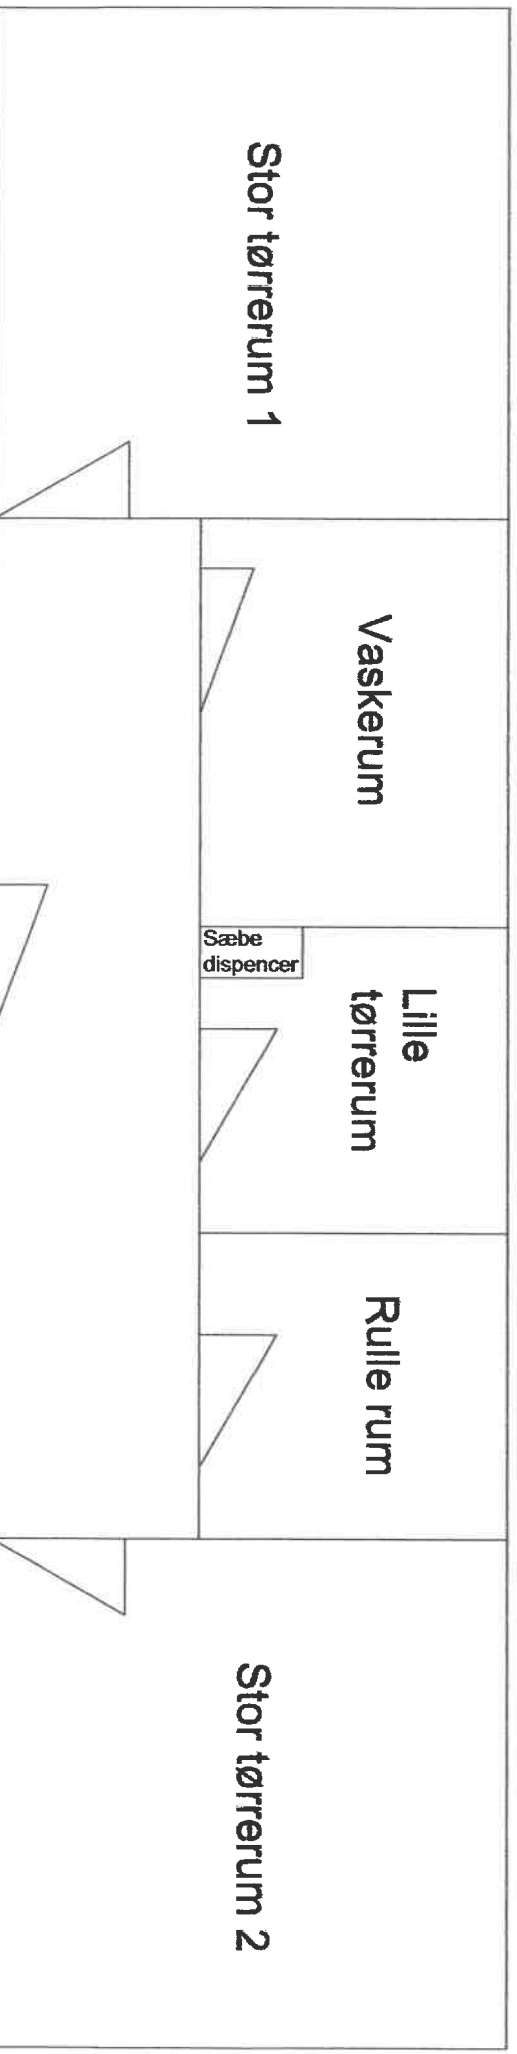 Stor tørrerum 1
Vaskerum
Sæbe
dispencer
Lille
tørrerum
Rulle rum
Stor tørrerum 2